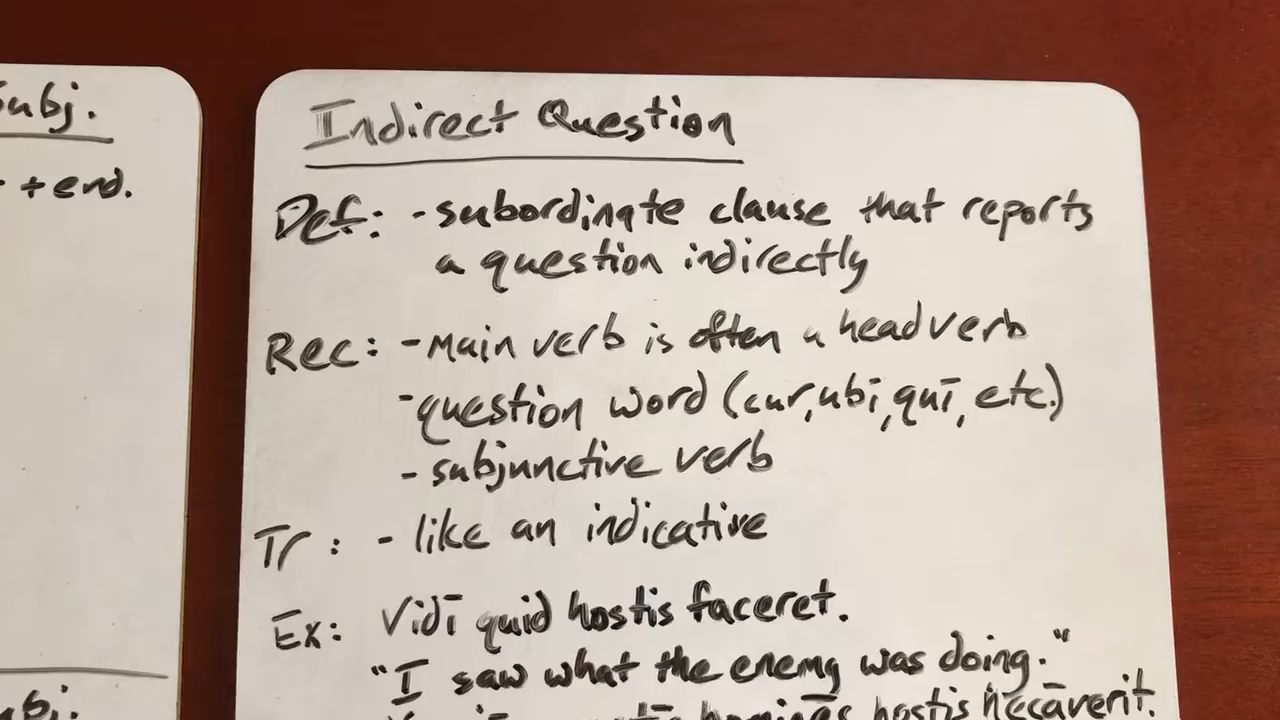 Subj.
+ end.
Indirect Question
Def: - subordinate clause that reports
a question indirectly
Rec: - main verb is often a head verb
- question word (cur, ubi, quī, etc.)
- subjunctive verb
Tr: - like an indicative
Ex: Vidī quid hostis faceret.
"I saw what the enemy was doing."
hominēs hostis necāverit.